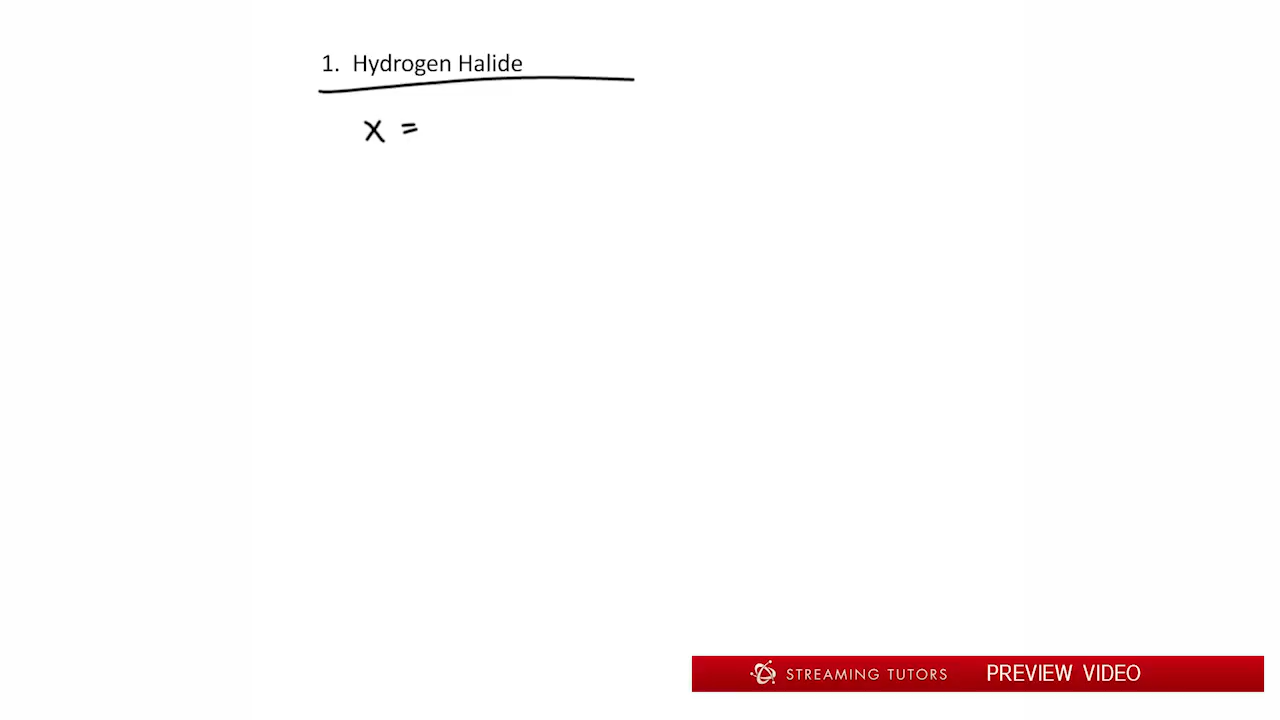 1. Hydrogen Halide
x =
STREAMING TUTORS PREVIEW VIDEO